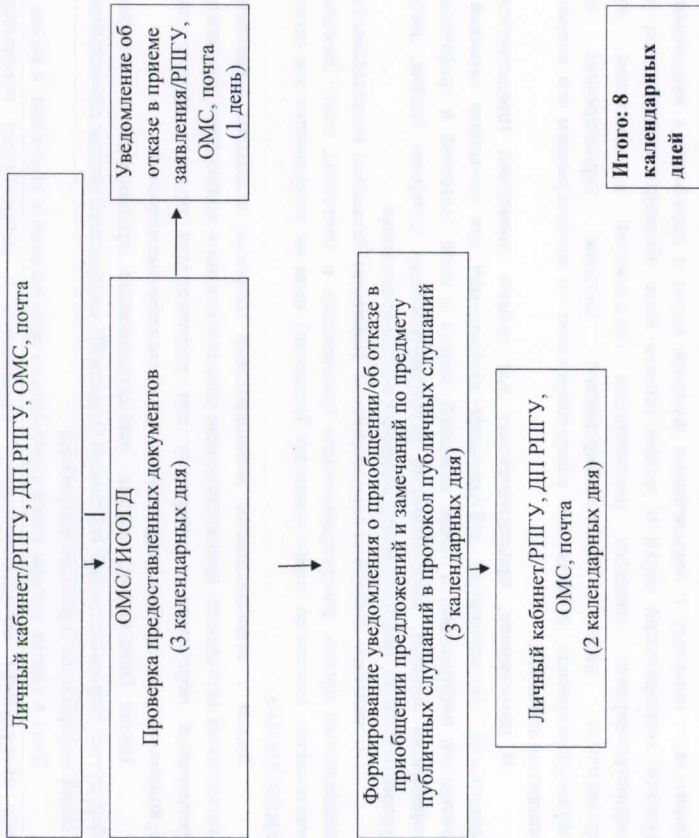 Личный кабинет/РПГУ, ДП РПГУ, ОМС, почта
ОМС/ ИСОГД
Проверка предоставленных документов
(3 календарных дня)
Уведомление об
отказе в приеме
заявления/РПГУ,
ОМС, почта
(1 день)
Формирование уведомления о приобщении/об отказе в
приобщении предложений и замечаний по предмету
публичных слушаний в протокол публичных слушаний
(3 календарных дня)
Личный кабинет/РПГУ, ДП РПГУ,
ОМС, почта
(2 календарных дня)
Итого: 8
календарных
дней